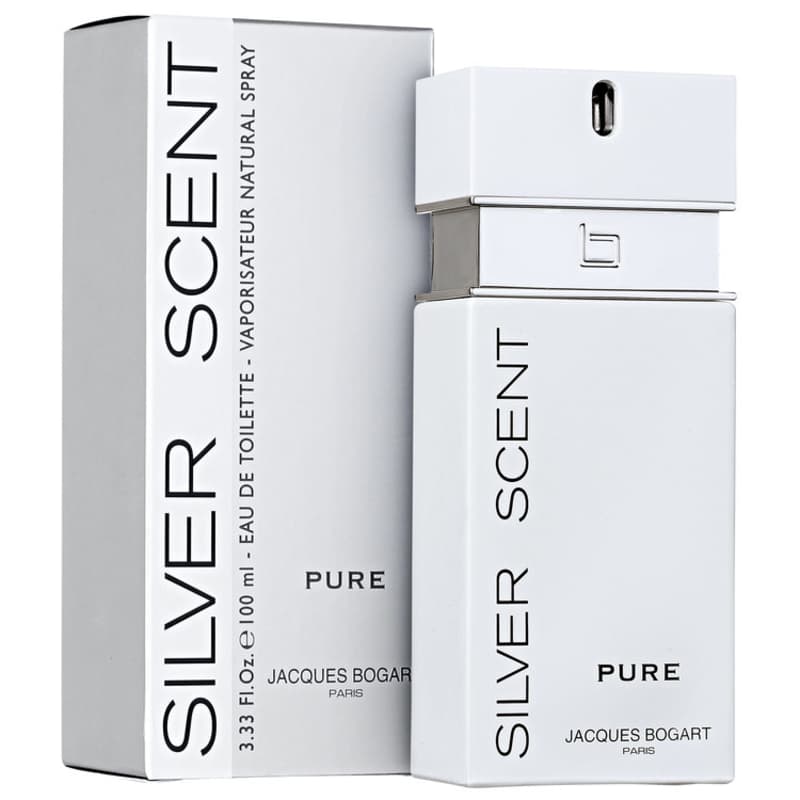 SILVER SCENT
3.33 Fl.Oz. e 100 ml - EAU DE TOILETTE - VAPORISATEUR NATURAL SPRAY
PURE
JACQUES BOGAR
PARIS
b
SILVER SCENT
PURE
JACQUES BOGART
PARIS